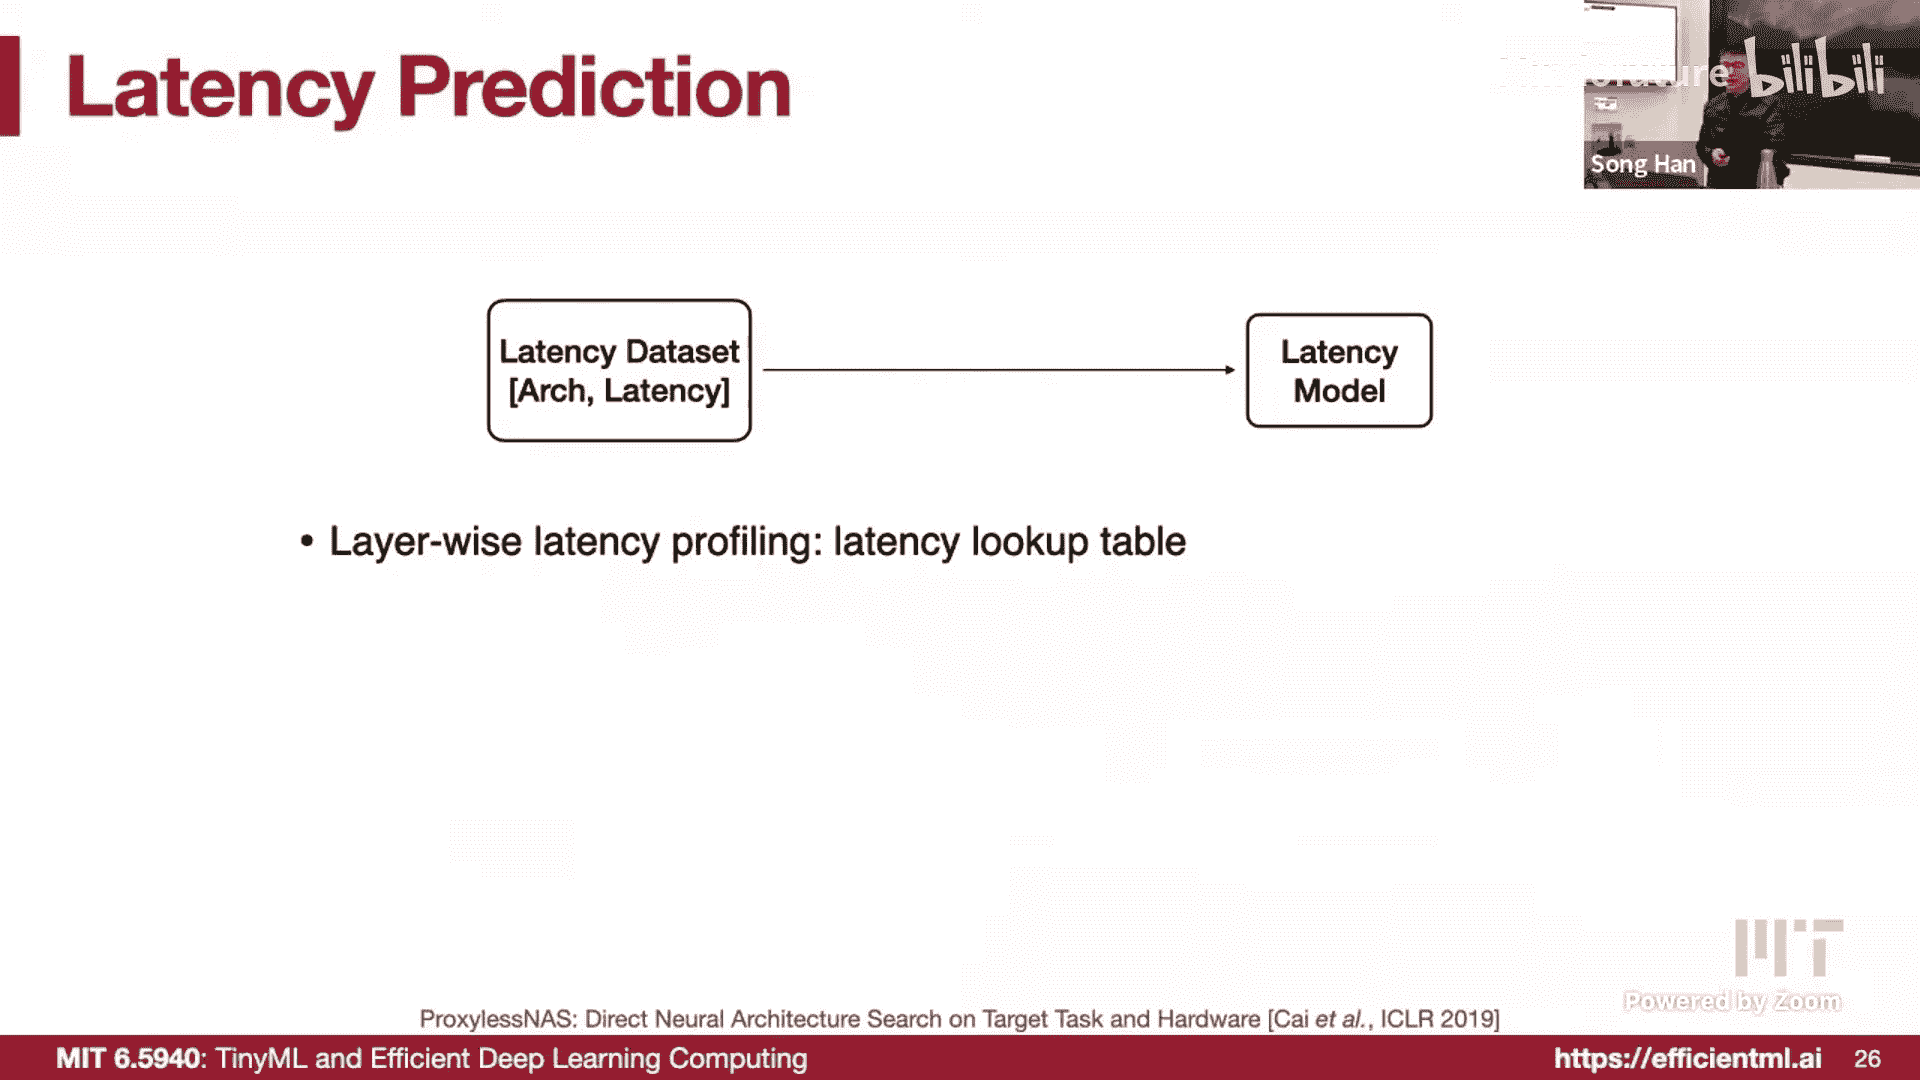 Latency Prediction
bilibili
Song Han
Latency Dataset
[Arch, Latency]
Latency
Model
• Layer-wise latency profiling: latency lookup table
MIT
Powered by Zoom
ProxylessNAS: Direct Neural Architecture Search on Target Task and Hardware [Cai et al., ICLR 2019]
MIT 6.5940: TinyML and Efficient Deep Learning Computing
https://efficientml.ai
26